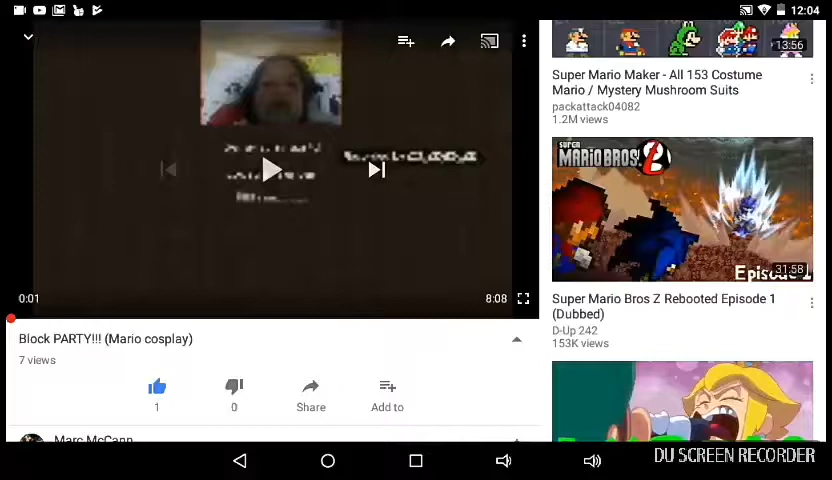 12:04
0:01
8:08
Block PARTY!!! (Mario cosplay)
7 views
1
0
Share
Add to
Marc McCann
13:56
Super Mario Maker - All 153 Costume
Mario / Mystery Mushroom Suits
packattack04082
1.2M views
SUPER
MARIO BROS. Z
Episode 1
31:58
Super Mario Bros Z Rebooted Episode 1
(Dubbed)
D-Up 242
153K views
DU SCREEN RECORDER